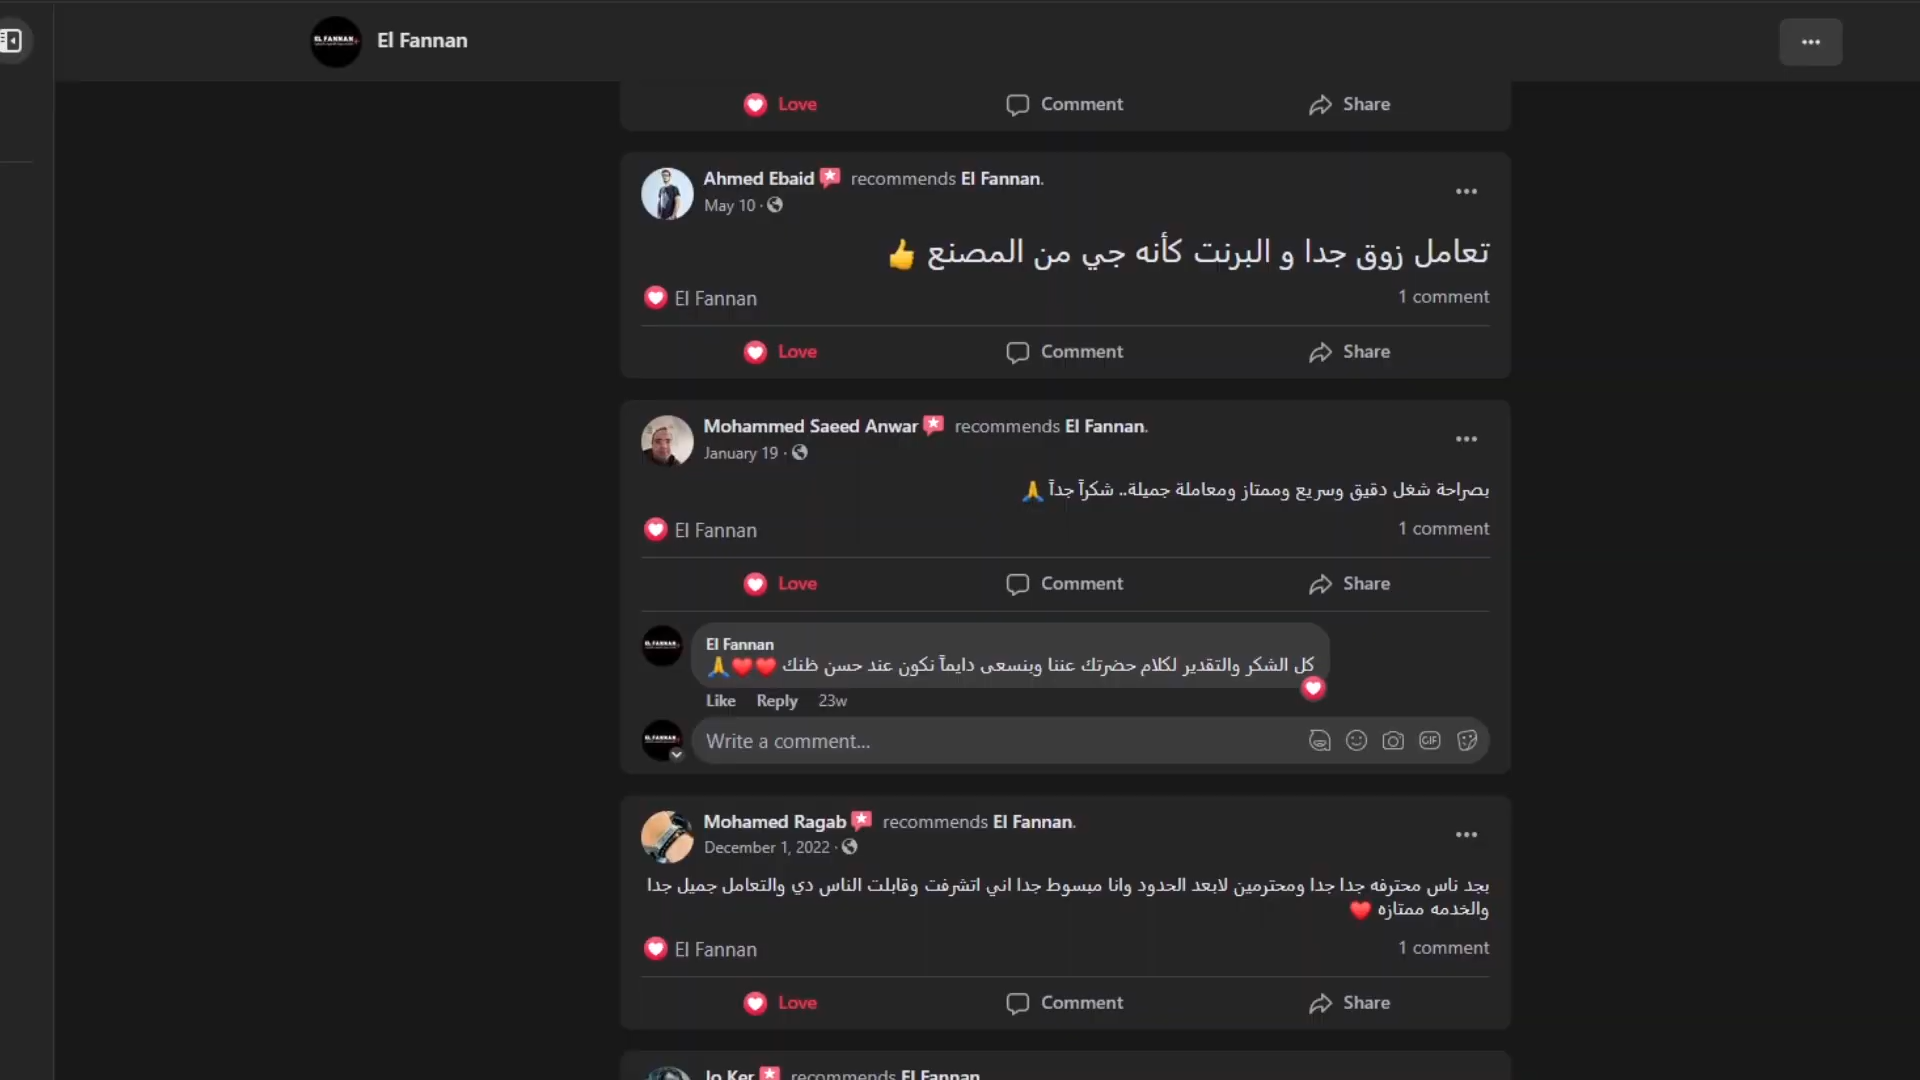 El Fannan
Love Comment Share
Ahmed Ebaid recommends El Fannan.
May 10 ·
تعامل زوق جدا و البرنت كأنه جي من المصنع 👍
El Fannan 1 comment
Love Comment Share
Mohammed Saeed Anwar recommends El Fannan.
January 19 ·
بصراحة شغل دقيق وسريع وممتاز ومعاملة جميلة.. شكراً جداً 🙏
El Fannan 1 comment
Love Comment Share
El Fannan
كل الشكر والتقدير لكلام حضرتك عننا وبنسعى دايماً نكون عند حسن ظنك ❤️❤️🙏
Like Reply 23w
Write a comment... GIF
Mohamed Ragab recommends El Fannan.
December 1, 2022 ·
بجد ناس محترفه جدا جدا ومحترمين لابعد الحدود وانا مبسوط جدا اني اتشرفت وقابلت الناس دي والتعامل جميل جدا
والخدمه ممتازه ❤️
El Fannan 1 comment
Love Comment Share
Jo Ker recommends El Fannan.